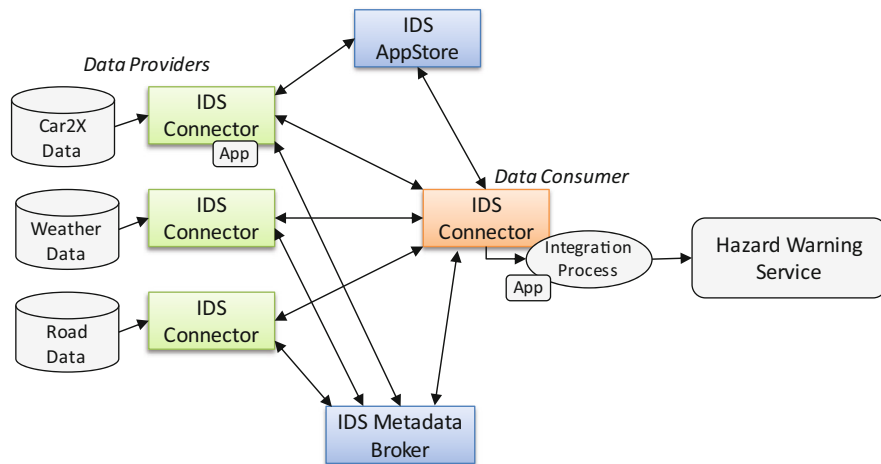 IDS
AppStore
Data Providers
Car2X
Data
IDS
Connector
App
Weather
Data
IDS
Connector
Road
Data
IDS
Connector
Data Consumer
IDS
Connector
Integration
Process
App
Hazard Warning
Service
IDS Metadata
Broker